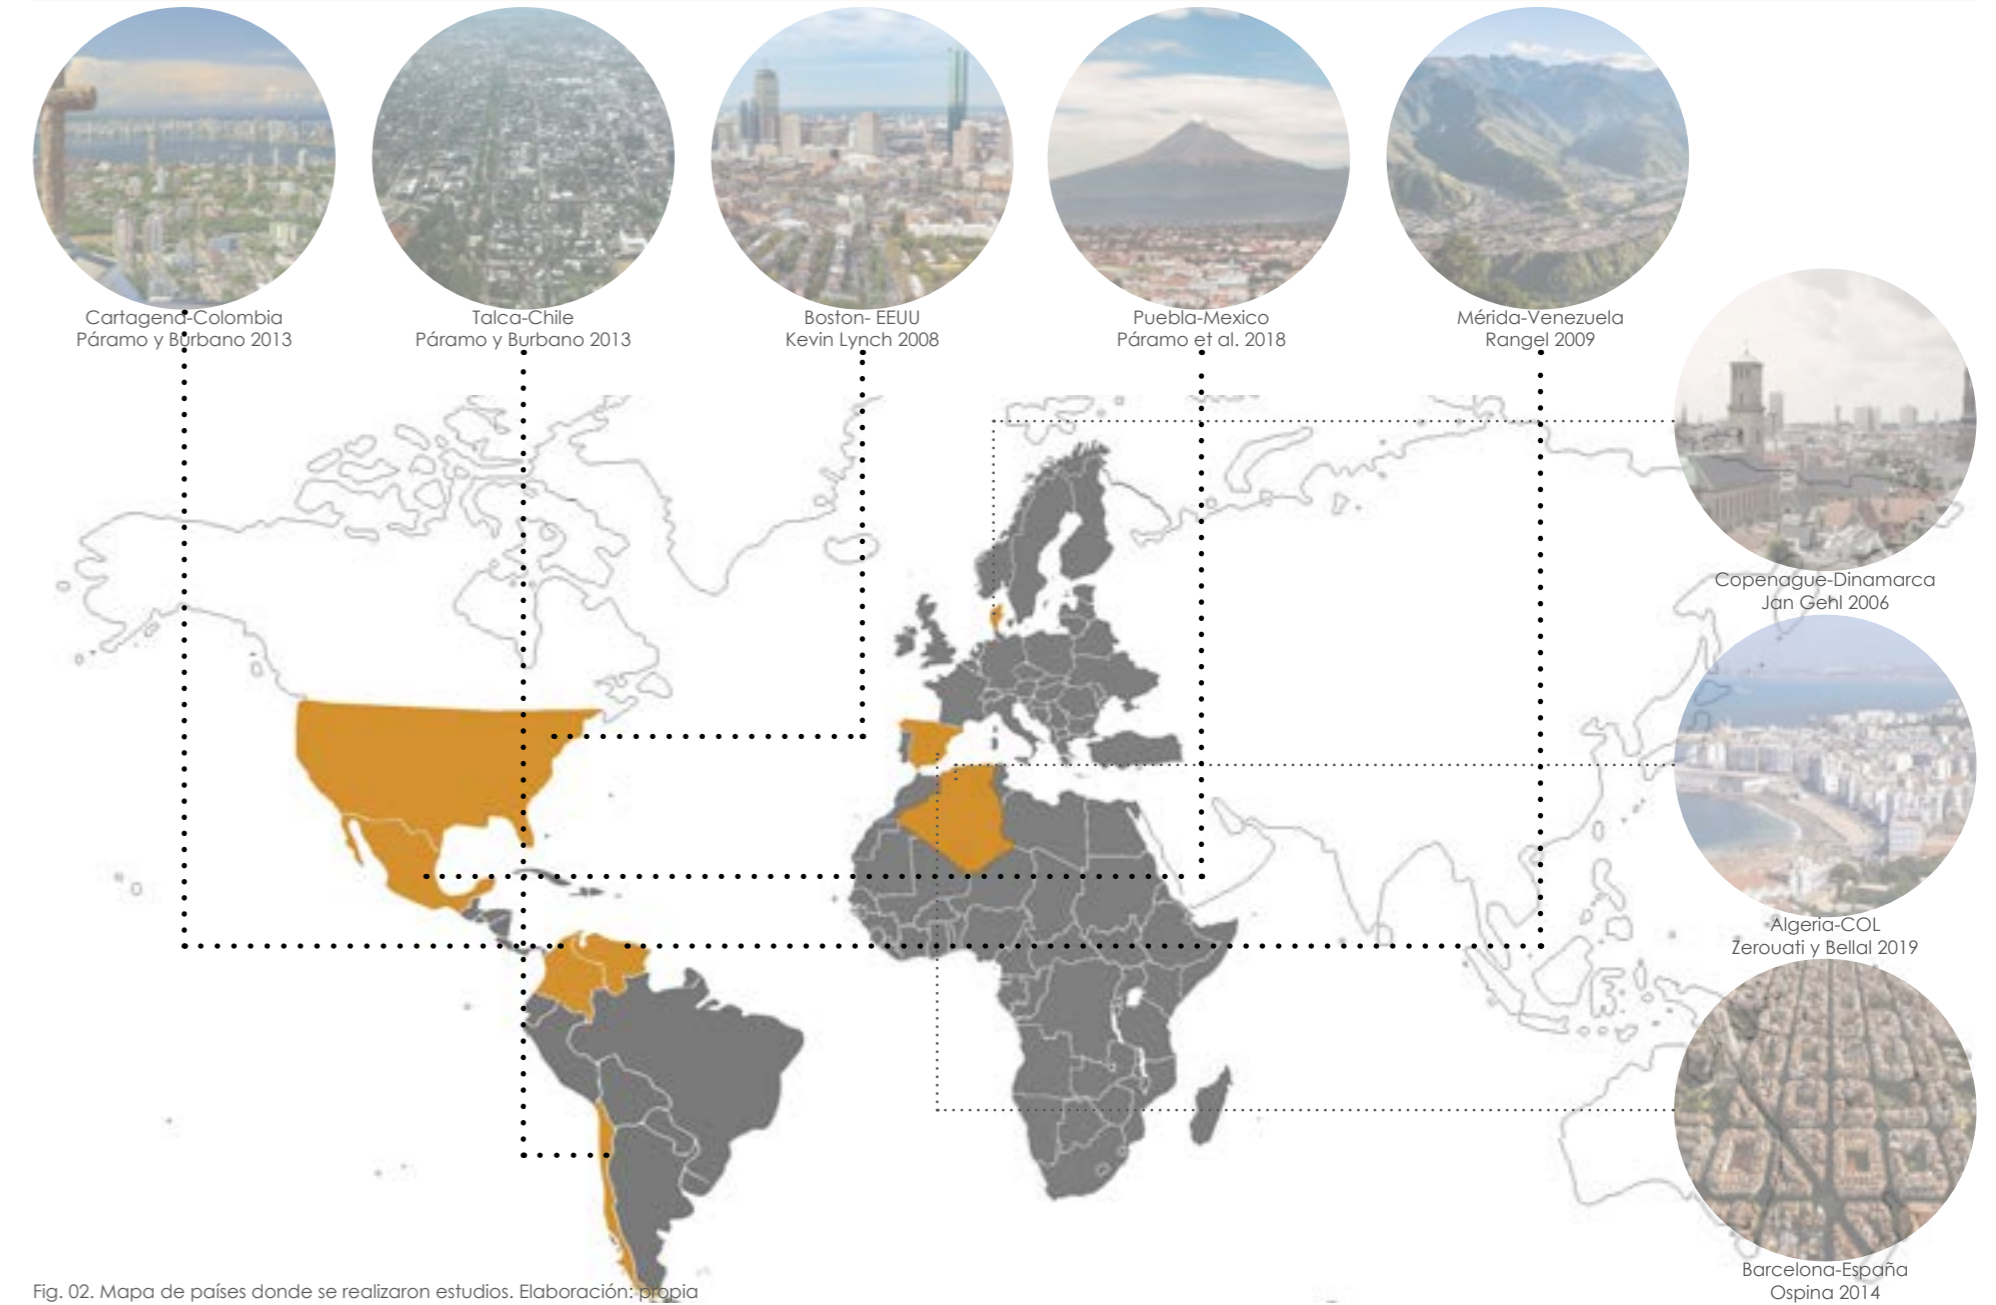 Cartagena-Colombia
Páramo y Burbano 2013
Talca-Chile
Páramo y Burbano 2013
Boston- EEUU
Kevin Lynch 2008
Puebla-Mexico
Páramo et al. 2018
Mérida-Venezuela
Rangel 2009
Copenague-Dinamarca
Jan Gehl 2006
Algeria-COL
Zerouati y Bellal 2019
Barcelona-España
Ospina 2014
Fig. 02. Mapa de países donde se realizaron estudios. Elaboración: propia